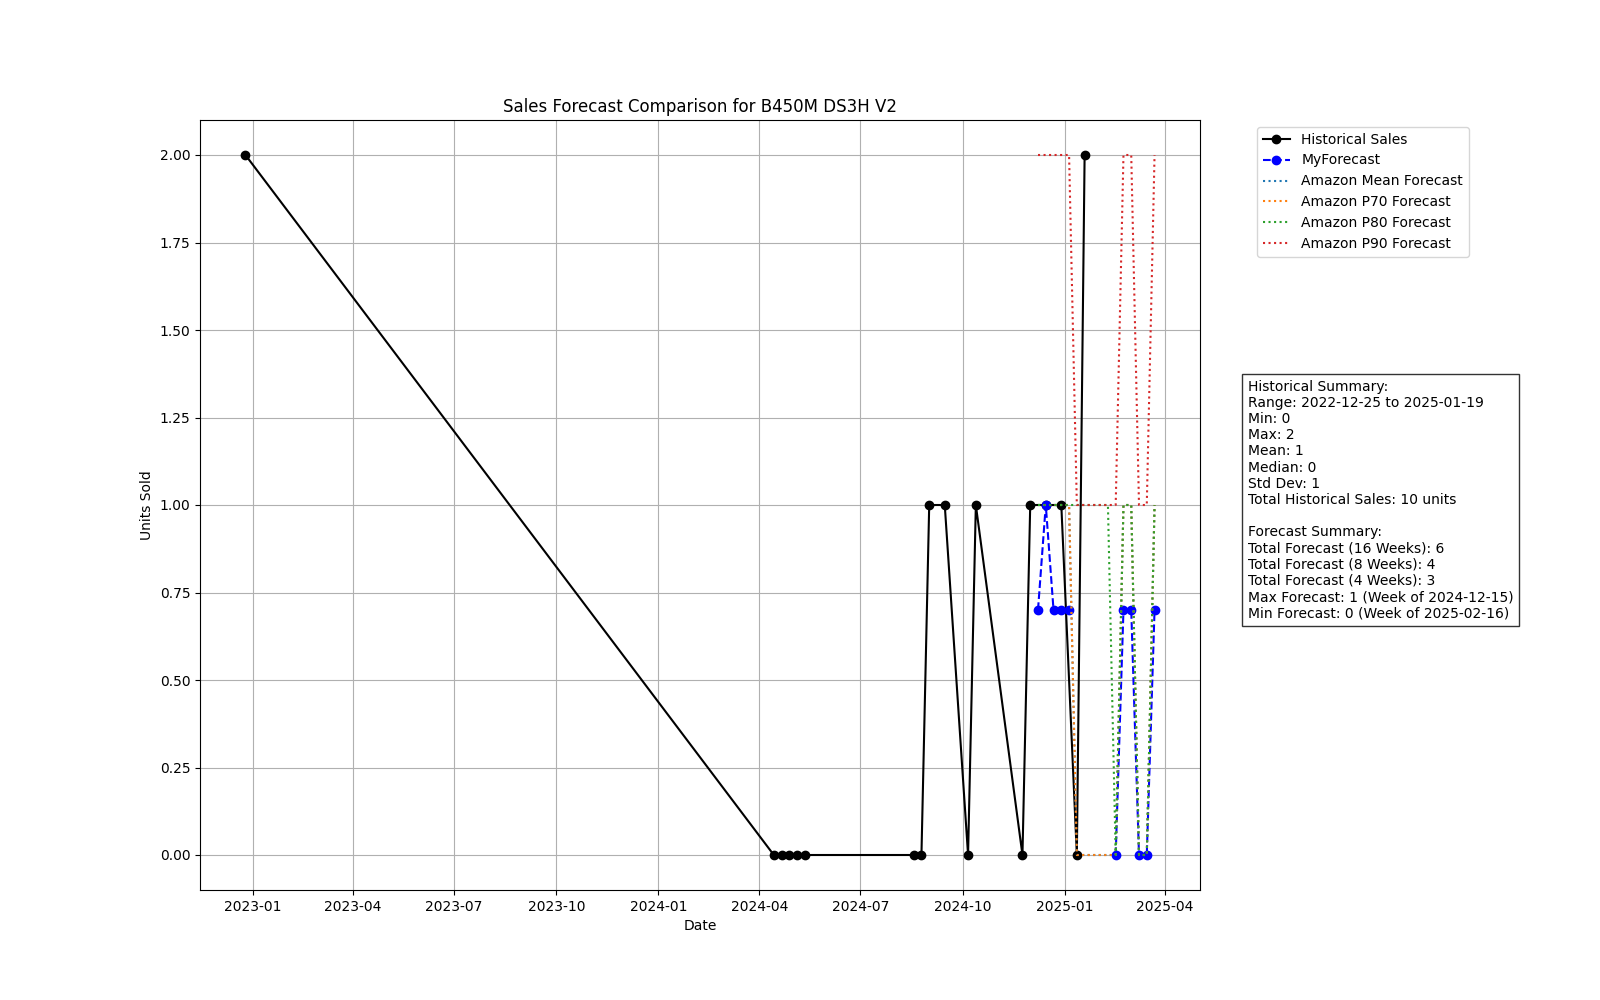 Sales Forecast Comparison for B450M DS3H V2
Historical Sales
MyForecast
Amazon Mean Forecast
Amazon P70 Forecast
Amazon P80 Forecast
Amazon P90 Forecast
2.00
1.75
1.50
1.25
1.00
0.75
0.50
0.25
0.00
Units Sold
2023-01 2023-04 2023-07 2023-10 2024-01 2024-04 2024-07 2024-10 2025-01 2025-04
Date
Historical Summary:
Range: 2022-12-25 to 2025-01-19
Min: 0
Max: 2
Mean: 1
Median: 0
Std Dev: 1
Total Historical Sales: 10 units
Forecast Summary:
Total Forecast (16 Weeks): 6
Total Forecast (8 Weeks): 4
Total Forecast (4 Weeks): 3
Max Forecast: 1 (Week of 2024-12-15)
Min Forecast: 0 (Week of 2025-02-16)